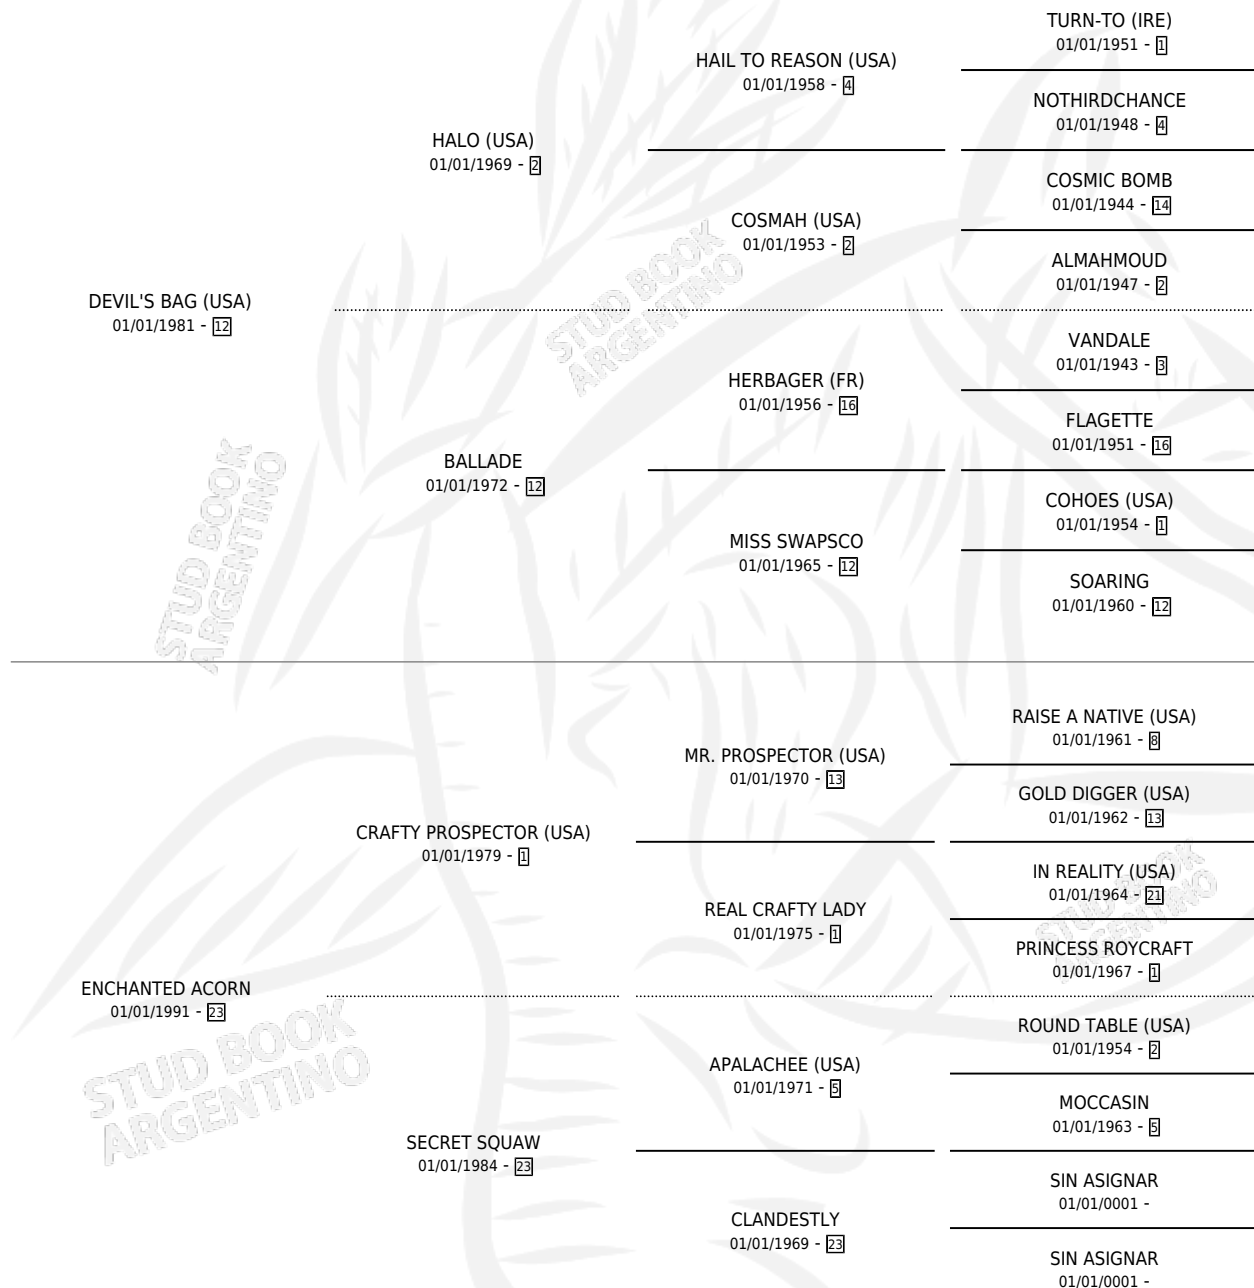 TURN-TO (IRE)
01/01/1951 - 1
HAIL TO REASON (USA)
01/01/1958 - 4
NOTHIRDCHANCE
01/01/1948 - 4
HALO (USA)
01/01/1969 - 2
COSMIC BOMB
01/01/1944 - 14
COSMAH (USA)
01/01/1953 - 2
ALMAHMOUD
01/01/1947 - 2
DEVIL'S BAG (USA)
01/01/1981 - 12
STUD BOOK
ARGENTINO
VANDALE
01/01/1943 - 3
HERBAGER (FR)
01/01/1956 - 16
FLAGETTE
01/01/1951 - 16
BALLADE
01/01/1972 - 12
COHOES (USA)
01/01/1954 - 1
MISS SWAPSCO
01/01/1965 - 12
SOARING
01/01/1960 - 12
STUD BOOK
ARGENTINO
RAISE A NATIVE (USA)
01/01/1961 - 8
MR. PROSPECTOR (USA)
01/01/1970 - 13
GOLD DIGGER (USA)
01/01/1962 - 13
CRAFTY PROSPECTOR (USA)
01/01/1979 - 1
IN REALITY (USA)
01/01/1964 - 21
REAL CRAFTY LADY
01/01/1975 - 1
STUD BOOK
ARGENTINO
PRINCESS ROYCRAFT
01/01/1967 - 1
ENCHANTED ACORN
01/01/1991 - 23
ROUND TABLE (USA)
01/01/1954 - 2
APALACHEE (USA)
01/01/1971 - 5
MOCCASIN
01/01/1963 - 5
STUD BOOK
ARGENTINO
SECRET SQUAW
01/01/1984 - 23
SIN ASIGNAR
01/01/0001 -
CLANDESTLY
01/01/1969 - 23
SIN ASIGNAR
01/01/0001 -